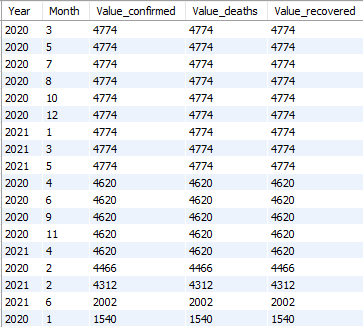 Year Month Value_confirmed Value_deaths Value_recovered
2020 3 4774 4774 4774
2020 5 4774 4774 4774
2020 7 4774 4774 4774
2020 8 4774 4774 4774
2020 10 4774 4774 4774
2020 12 4774 4774 4774
2021 1 4774 4774 4774
2021 3 4774 4774 4774
2021 5 4774 4774 4774
2020 4 4620 4620 4620
2020 6 4620 4620 4620
2020 9 4620 4620 4620
2020 11 4620 4620 4620
2021 4 4620 4620 4620
2020 2 4466 4466 4466
2021 2 4312 4312 4312
2021 6 2002 2002 2002
2020 1 1540 1540 1540